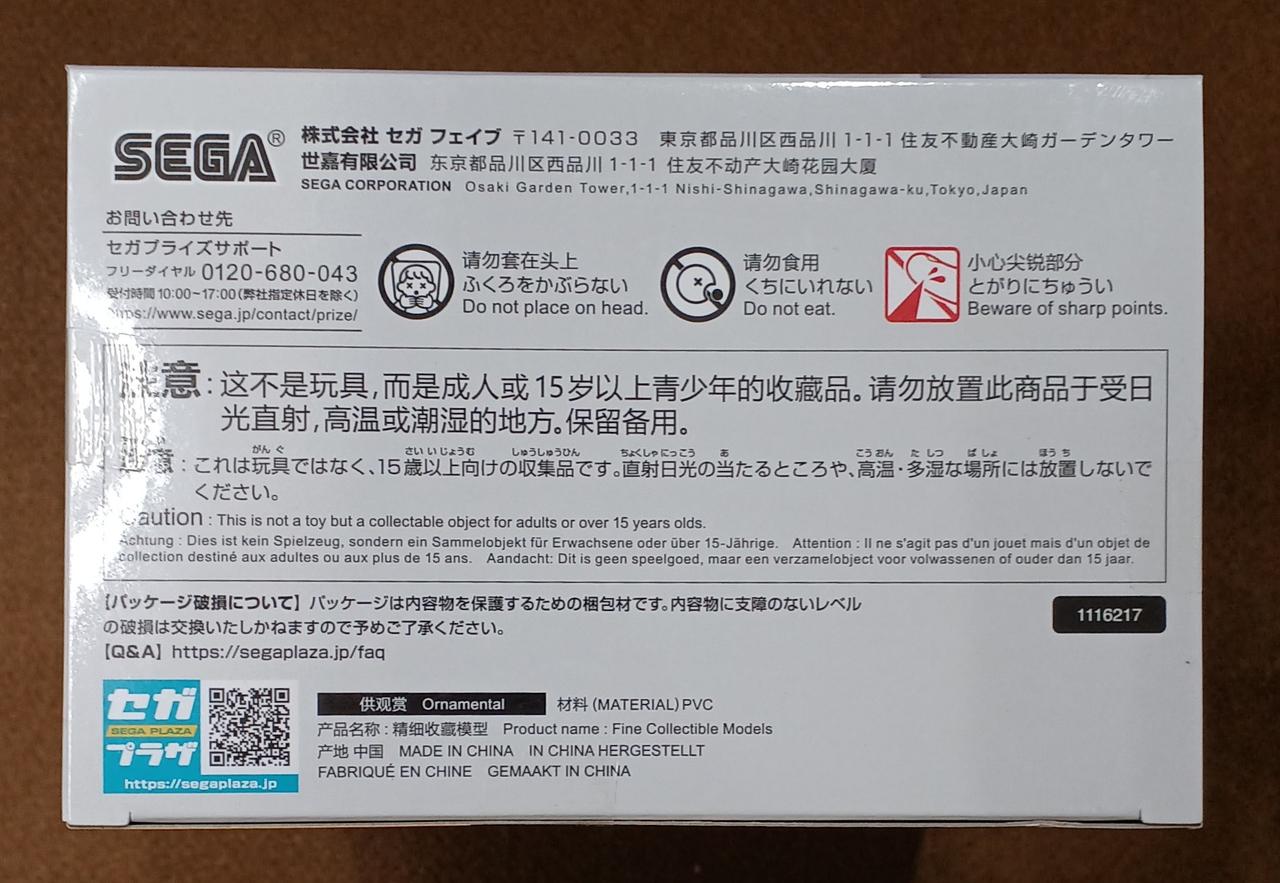 SEGA®
株式会社 セガ フェイブ 〒141-0033 東京都品川区西品川 1-1-1 住友不動産大崎ガーデンタワー
世嘉有限公司 东京都品川区西品川 1-1-1 住友不动产大崎花园大厦
SEGA CORPORATION Osaki Garden Tower,1-1-1 Nishi-Shinagawa,Shinagawa-ku,Tokyo,Japan
お問い合わせ先
セガプライズサポート
フリーダイヤル 0120-680-043
受付時間 10:00~17:00(弊社指定休日を除く)
https://www.sega.jp/contact/prize/
请勿套在头上
ふくろをかぶらない
Do not place on head.
请勿食用
くちにいれない
Do not eat.
小心尖锐部分
とがりにちゅうい
Beware of sharp points.
注意:这不是玩具,而是成人或15岁以上青少年的收藏品。请勿放置此商品于受日
光直射,高温或潮湿的地方。保留备用。
注意:これは玩具ではなく、15歳以上向けの収集品です。直射日光の当たるところや、高温・多湿な場所には放置しないで
ください。
Caution : This is not a toy but a collectable object for adults or over 15 years olds.
Achtung : Dies ist kein Spielzeug, sondern ein Sammelobjekt für Erwachsene oder über 15-Jährige. Attention : Il ne s'agit pas d'un jouet mais d'un objet de
collection destiné aux adultes ou aux plus de 15 ans. Aandacht: Dit is geen speelgoed, maar een verzamelobject voor volwassenen of ouder dan 15 jaar.
【パッケージ破損について】パッケージは内容物を保護するための梱包材です。内容物に支障のないレベル
の破損は交換いたしかねますので予めご了承ください。
【Q&A】https://segaplaza.jp/faq
1116217
セガ
SEGA PLAZA
プラザ
https://segaplaza.jp
供观赏 Ornamental 材料(MATERIAL)PVC
产品名称:精细收藏模型 Product name : Fine Collectible Models
产地 中国 MADE IN CHINA IN CHINA HERGESTELLT
FABRIQUÉ EN CHINE GEMAAKT IN CHINA